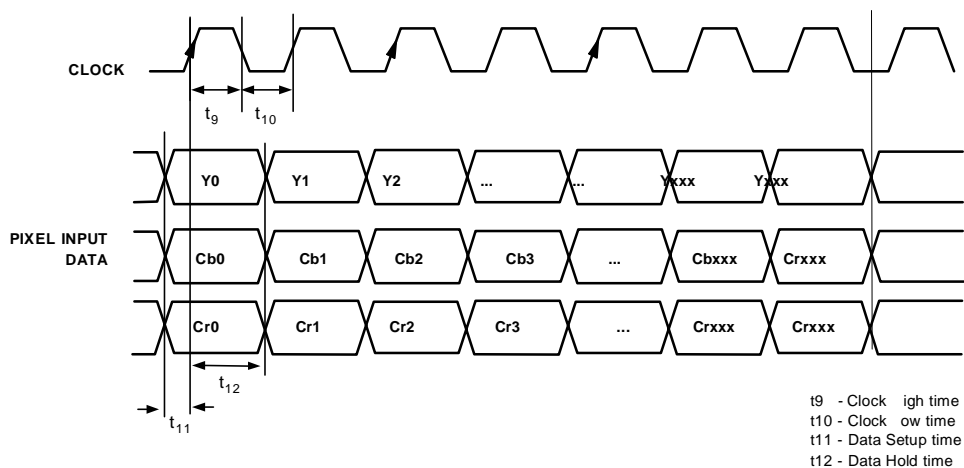 CLOCK
t9 t10
Y0 Y1 Y2 ... ... Yxxx Yxxx
PIXEL INPUT
DATA
Cb0 Cb1 Cb2 Cb3 ... Cbxxx Crxxx
Cr0 Cr1 Cr2 Cr3 ... Crxxx Crxxx
t12
t11
t9 - Clock igh time
t10 - Clock ow time
t11 - Data Setup time
t12 - Data Hold time